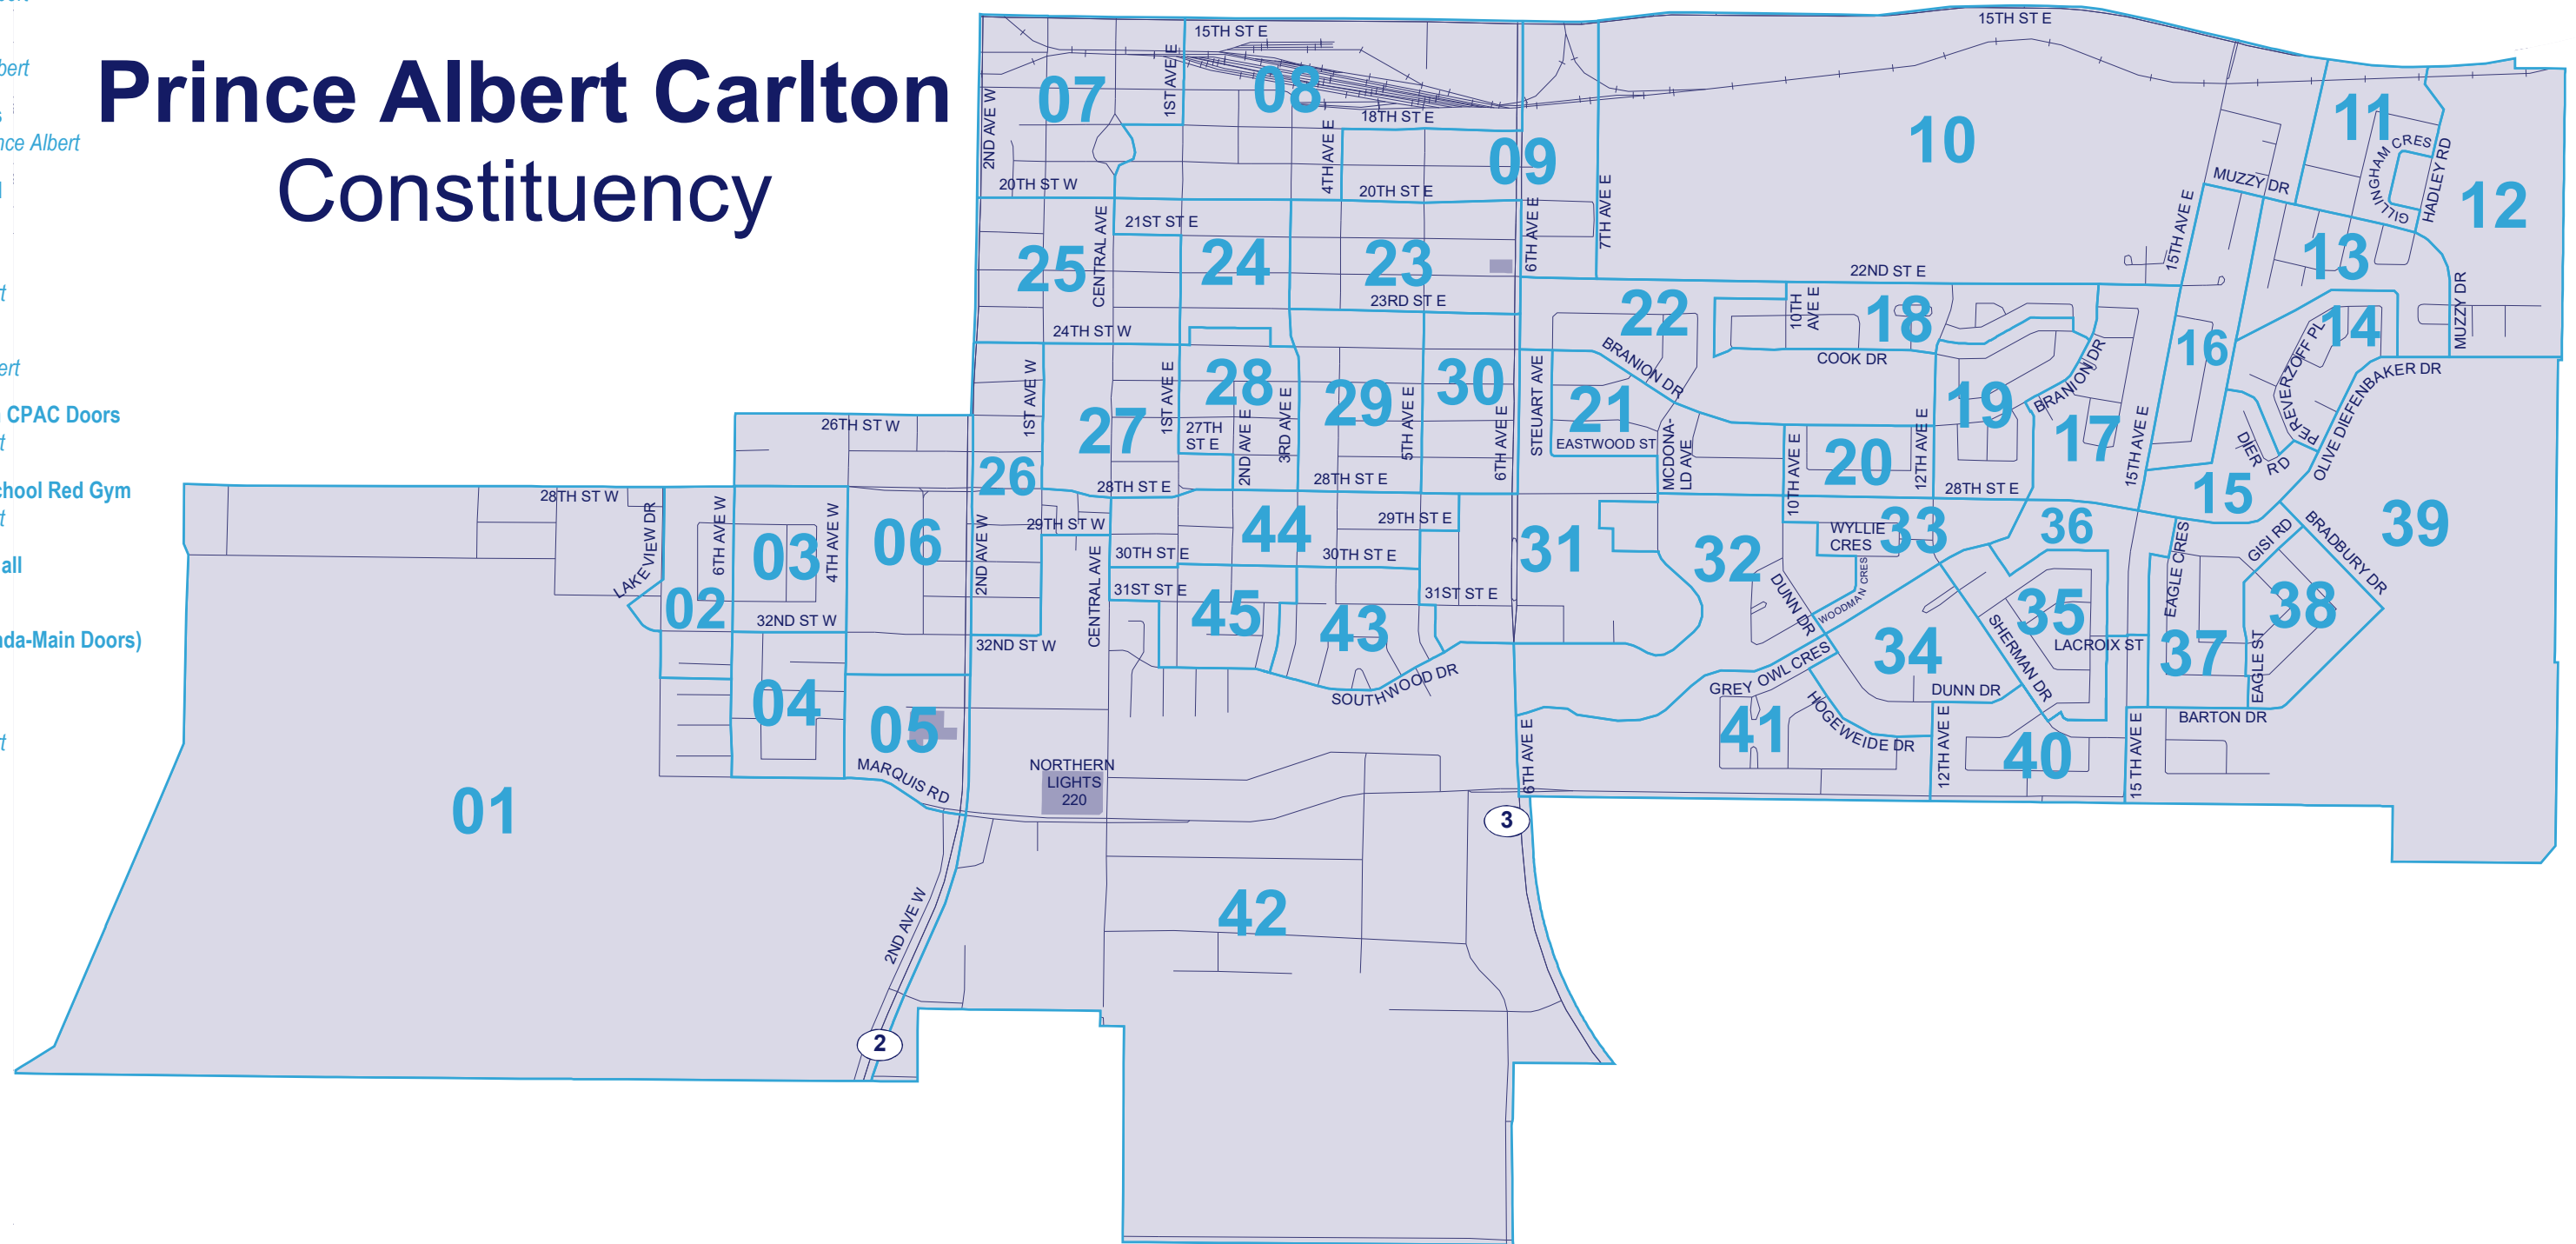 Prince Albert Carlton
Constituency
bert
nce Albert
CPAC Doors
chool Red Gym
all
nda-Main Doors)
15TH ST E
15TH ST E
1ST AVE E
2ND AVE W
07
08
18TH ST E
4TH AVE E
09
10
11
GILLINGHAM CRES
HADLEY RD
12
MUZZY DR
20TH ST W
20TH ST E
6TH AVE E
7TH AVE E
15TH AVE E
CENTRAL AVE
21ST ST E
25
24
23
22ND ST E
13
MUZZY DR
23RD ST E
22
10TH
AVE E
18
24TH ST W
BRANION DR
COOK DR
BRANION DR
16
PEREVERZOFF PL
14
OLIVE DIEFENBAKER DR
1ST AVE W
27
1ST AVE E
28
27TH
ST E
2ND AVE E
3RD AVE E
29
5TH AVE E
30
6TH AVE E
STEUART AVE
21
EASTWOOD ST
MCDONA-
LD AVE
10TH AVE E
20
12TH AVE E
19
17
15TH AVE E
DIER RD
15
26TH ST W
26
28TH ST E
28TH ST E
28TH ST E
28TH ST W
LAKEVIEW DR
6TH AVE W
03
4TH AVE W
06
2ND AVE W
29TH ST W
CENTRAL AVE
44
29TH ST E
30TH ST E
30TH ST E
31
32
WYLLIE
CRES
33
WOODMAN CRES
DUNN DR
36
EAGLE CRES
GISI RD
BRADBURY DR
39
02
32ND ST W
31ST ST E
45
43
31ST ST E
32ND ST W
SOUTHWOOD DR
34
SHERMAN DR
35
LACROIX ST
37
38
EAGLE ST
04
05
MARQUIS RD
GREY OWL CRES
41
HOGEWEIDE DR
DUNN DR
12TH AVE E
40
15TH AVE E
BARTON DR
6TH AVE E
NORTHERN
LIGHTS
220
01
3
42
2ND AVE W
2